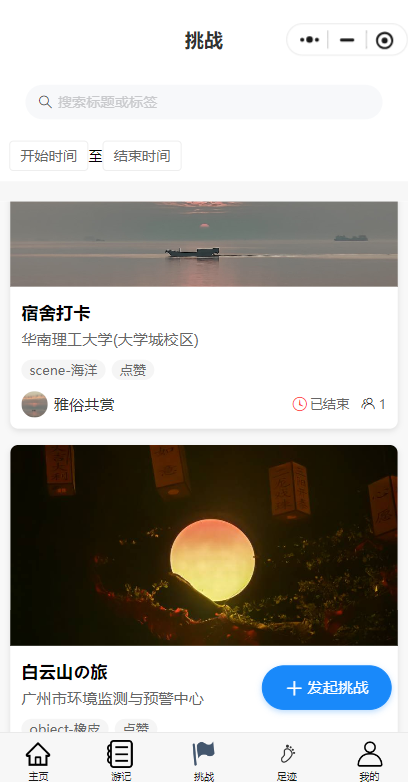 挑战
搜索标题或标签
开始时间 至 结束时间
宿舍打卡
华南理工大学(大学城校区)
scene-海洋 点赞
雅俗共赏 已结束 1
白云山の旅
广州市环境监测与预警中心
发起挑战
object-橡皮 点赞
主页 游记 挑战 足迹 我的